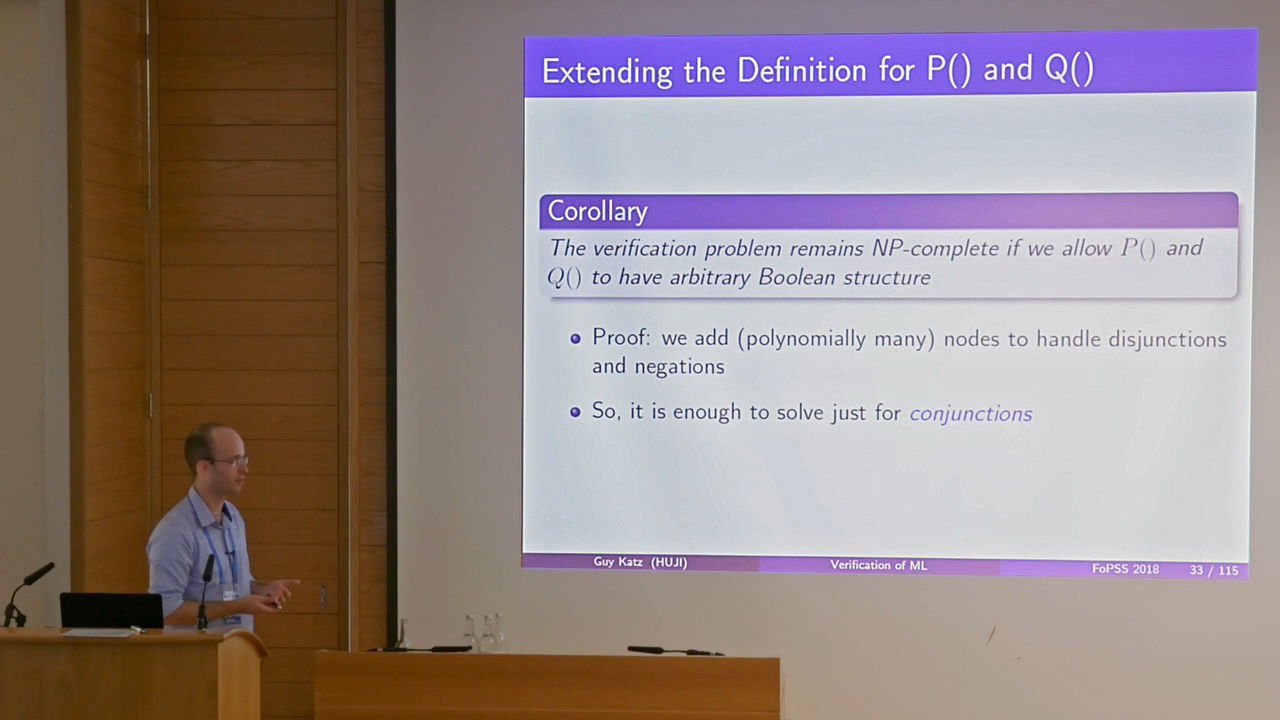 Extending the Definition for P() and Q()
Corollary
The verification problem remains NP-complete if we allow P() and
Q() to have arbitrary Boolean structure
Proof: we add (polynomially many) nodes to handle disjunctions
and negations
So, it is enough to solve just for conjunctions
Guy Katz (HUJI) Verification of ML FoPSS 2018 33 / 115